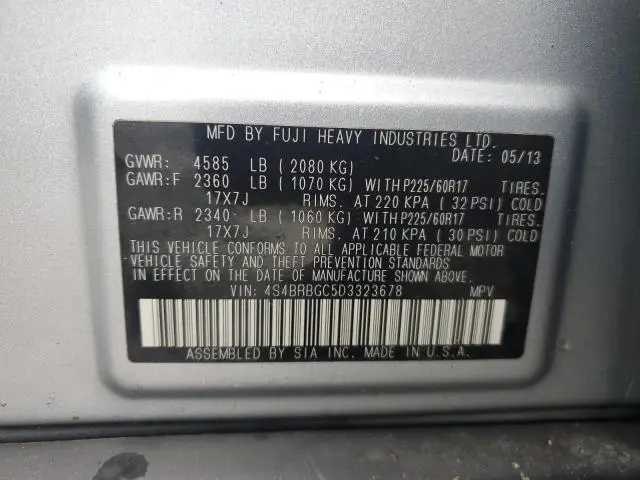 MFD BY FUJI HEAVY INDUSTRIES LTD.
DATE: 05/13
GVWR: 4585 LB ( 2080 KG)
GAWR:F 2360 LB ( 1070 KG) WITH P225/60R17 TIRES.
17X7J RIMS. AT 220 KPA ( 32 PSI) COLD
GAWR:R 2340 LB ( 1060 KG) WITH P225/60R17 TIRES.
17X7J RIMS. AT 210 KPA ( 30 PSI) COLD
THIS VEHICLE CONFORMS TO ALL APPLICABLE FEDERAL MOTOR
VEHICLE SAFETY AND THEFT PREVENTION STANDARDS
IN EFFECT ON THE DATE OF MANUFACTURE SHOWN ABOVE.
VIN: 4S4BRBGC5D3323678 MPV
ASSEMBLED BY SIA INC. MADE IN U.S.A.